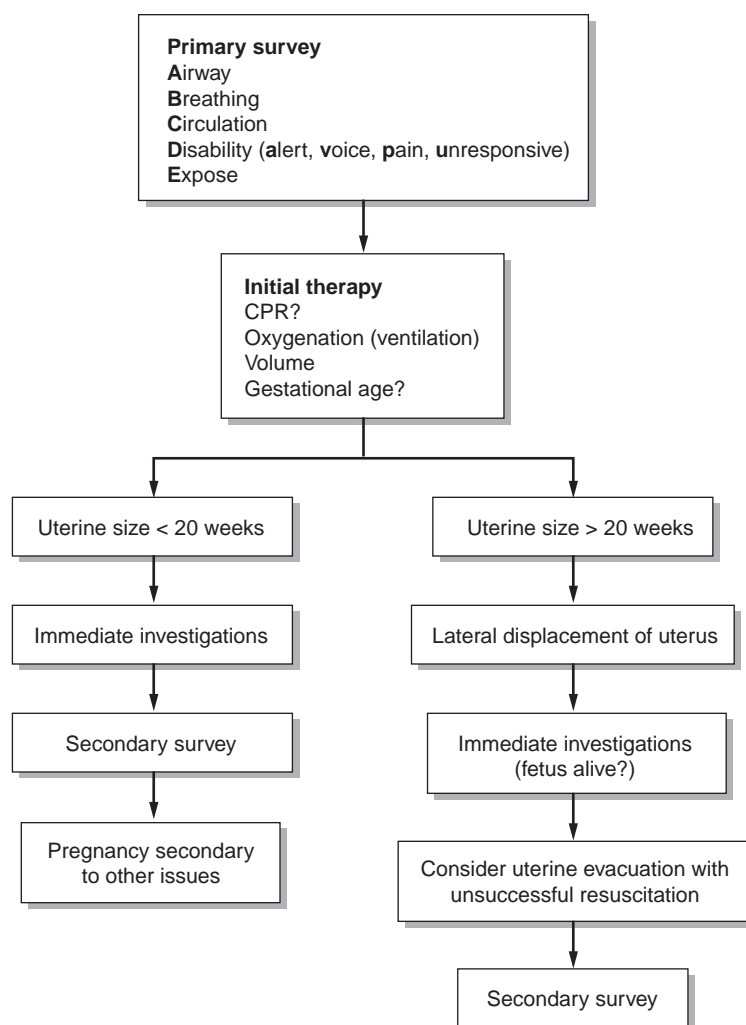 Primary survey
Airway
Breathing
Circulation
Disability (alert, voice, pain, unresponsive)
Expose
Initial therapy
CPR?
Oxygenation (ventilation)
Volume
Gestational age?
Uterine size < 20 weeks
Immediate investigations
Secondary survey
Pregnancy secondary
to other issues
Uterine size > 20 weeks
Lateral displacement of uterus
Immediate investigations
(fetus alive?)
Consider uterine evacuation with
unsuccessful resuscitation
Secondary survey